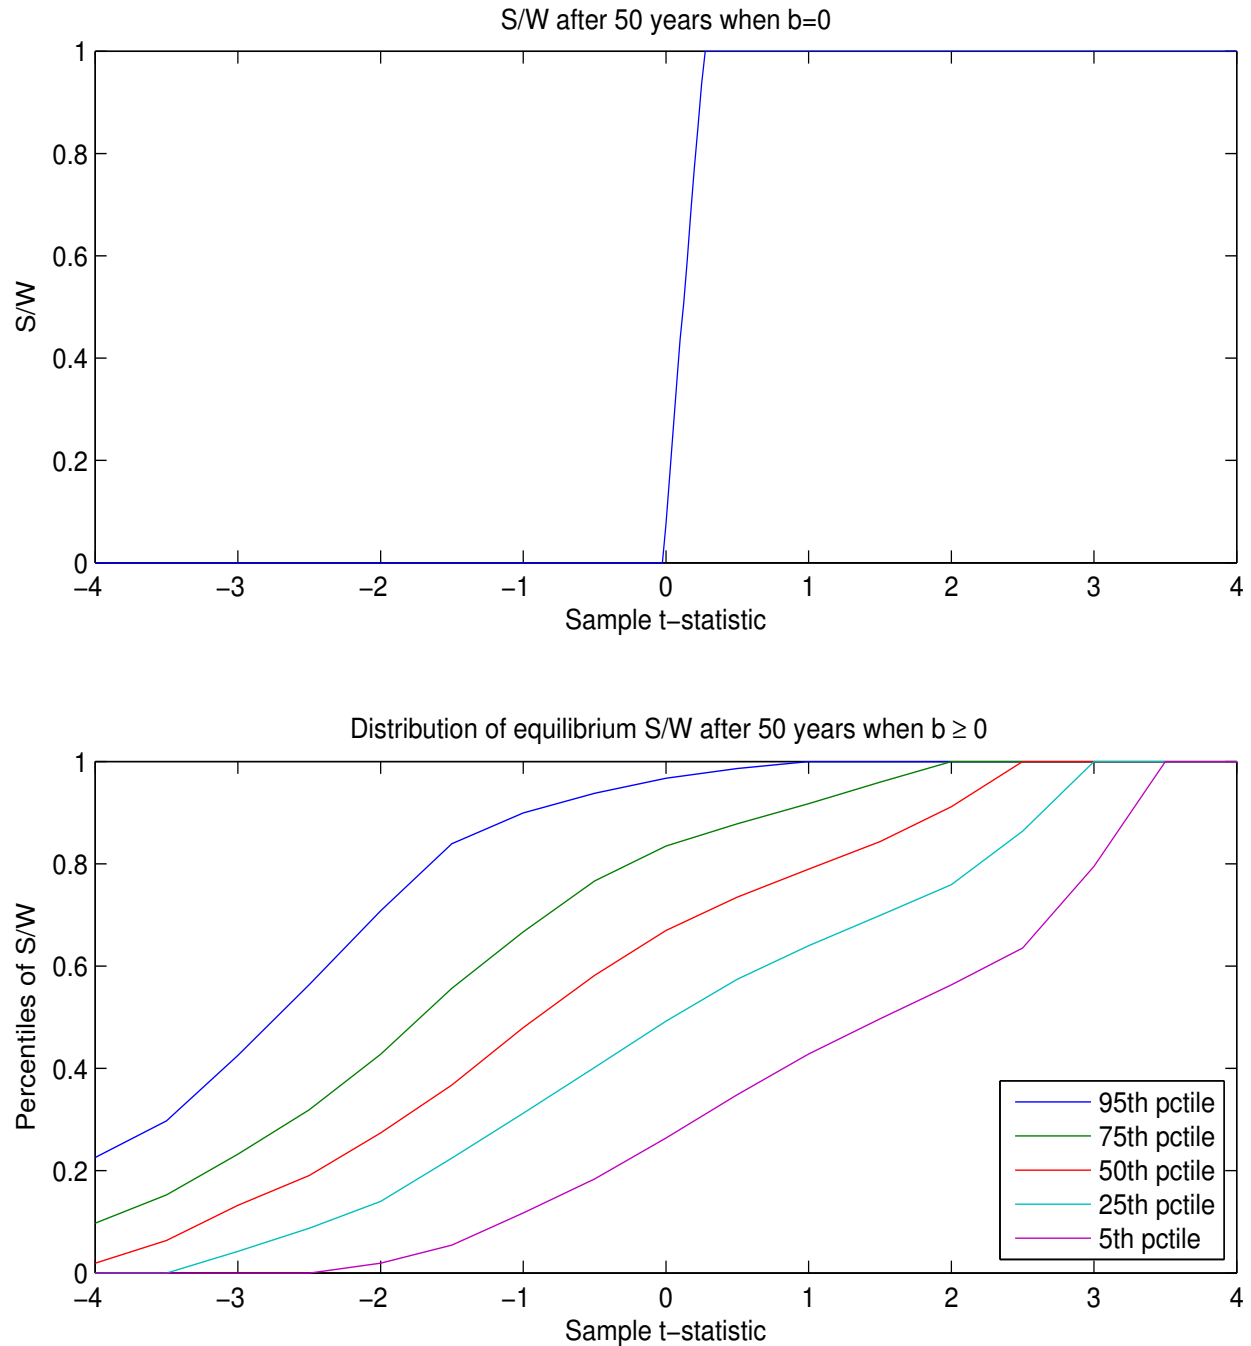 S/W after 50 years when b=0
1
0.8
0.6
0.4
0.2
0
S/W
−4 −3 −2 −1 0 1 2 3 4
Sample t−statistic
Distribution of equilibrium S/W after 50 years when b ≥ 0
1
0.8
0.6
0.4
0.2
0
Percentiles of S/W
95th pctile
75th pctile
50th pctile
25th pctile
5th pctile
−4 −3 −2 −1 0 1 2 3 4
Sample t−statistic